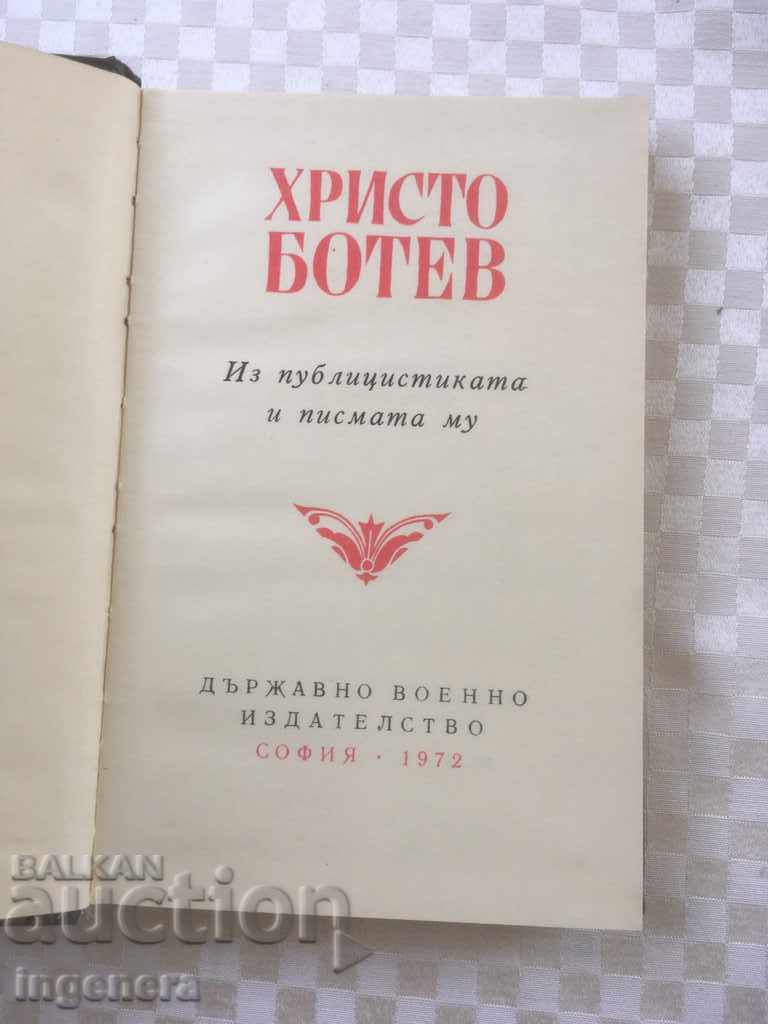 ХРИСТО
БОТЕВ
Из публицистиката
и писмата му
ДЪРЖАВНО ВОЕННО
ИЗДАТЕЛСТВО
СОФИЯ · 1972
BALKAN
auction
ingenera